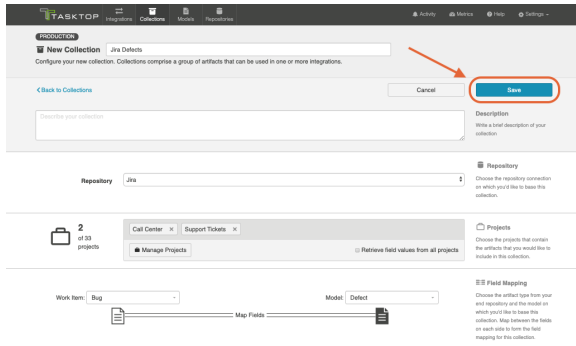 TASKTOP
Integrations
Collections
Models
Repositories
Activity
Metrics
Help
Settings
PRODUCTION
New Collection
Jira Defects
Configure your new collection. Collections comprise a group of artifacts that can be used in one or more integrations.
Back to Collections
Cancel
Save
Describe your collection
Description
Write a brief description of your
collection
Repository
Jira
Repository
Choose the repository connection
on which you'd like to base this
collection.
2
of 33
projects
Call Center ×
Support Tickets ×
Manage Projects
Retrieve field values from all projects
Projects
Choose the projects that contain
the artifacts that you would like to
include in this collection.
Work Item: Bug
Map Fields
Model: Defect
Field Mapping
Choose the artifact type from your
end repository and the model on
which you'd like to base this
collection. Map between the fields
on each side to form the field
mapping for this collection.